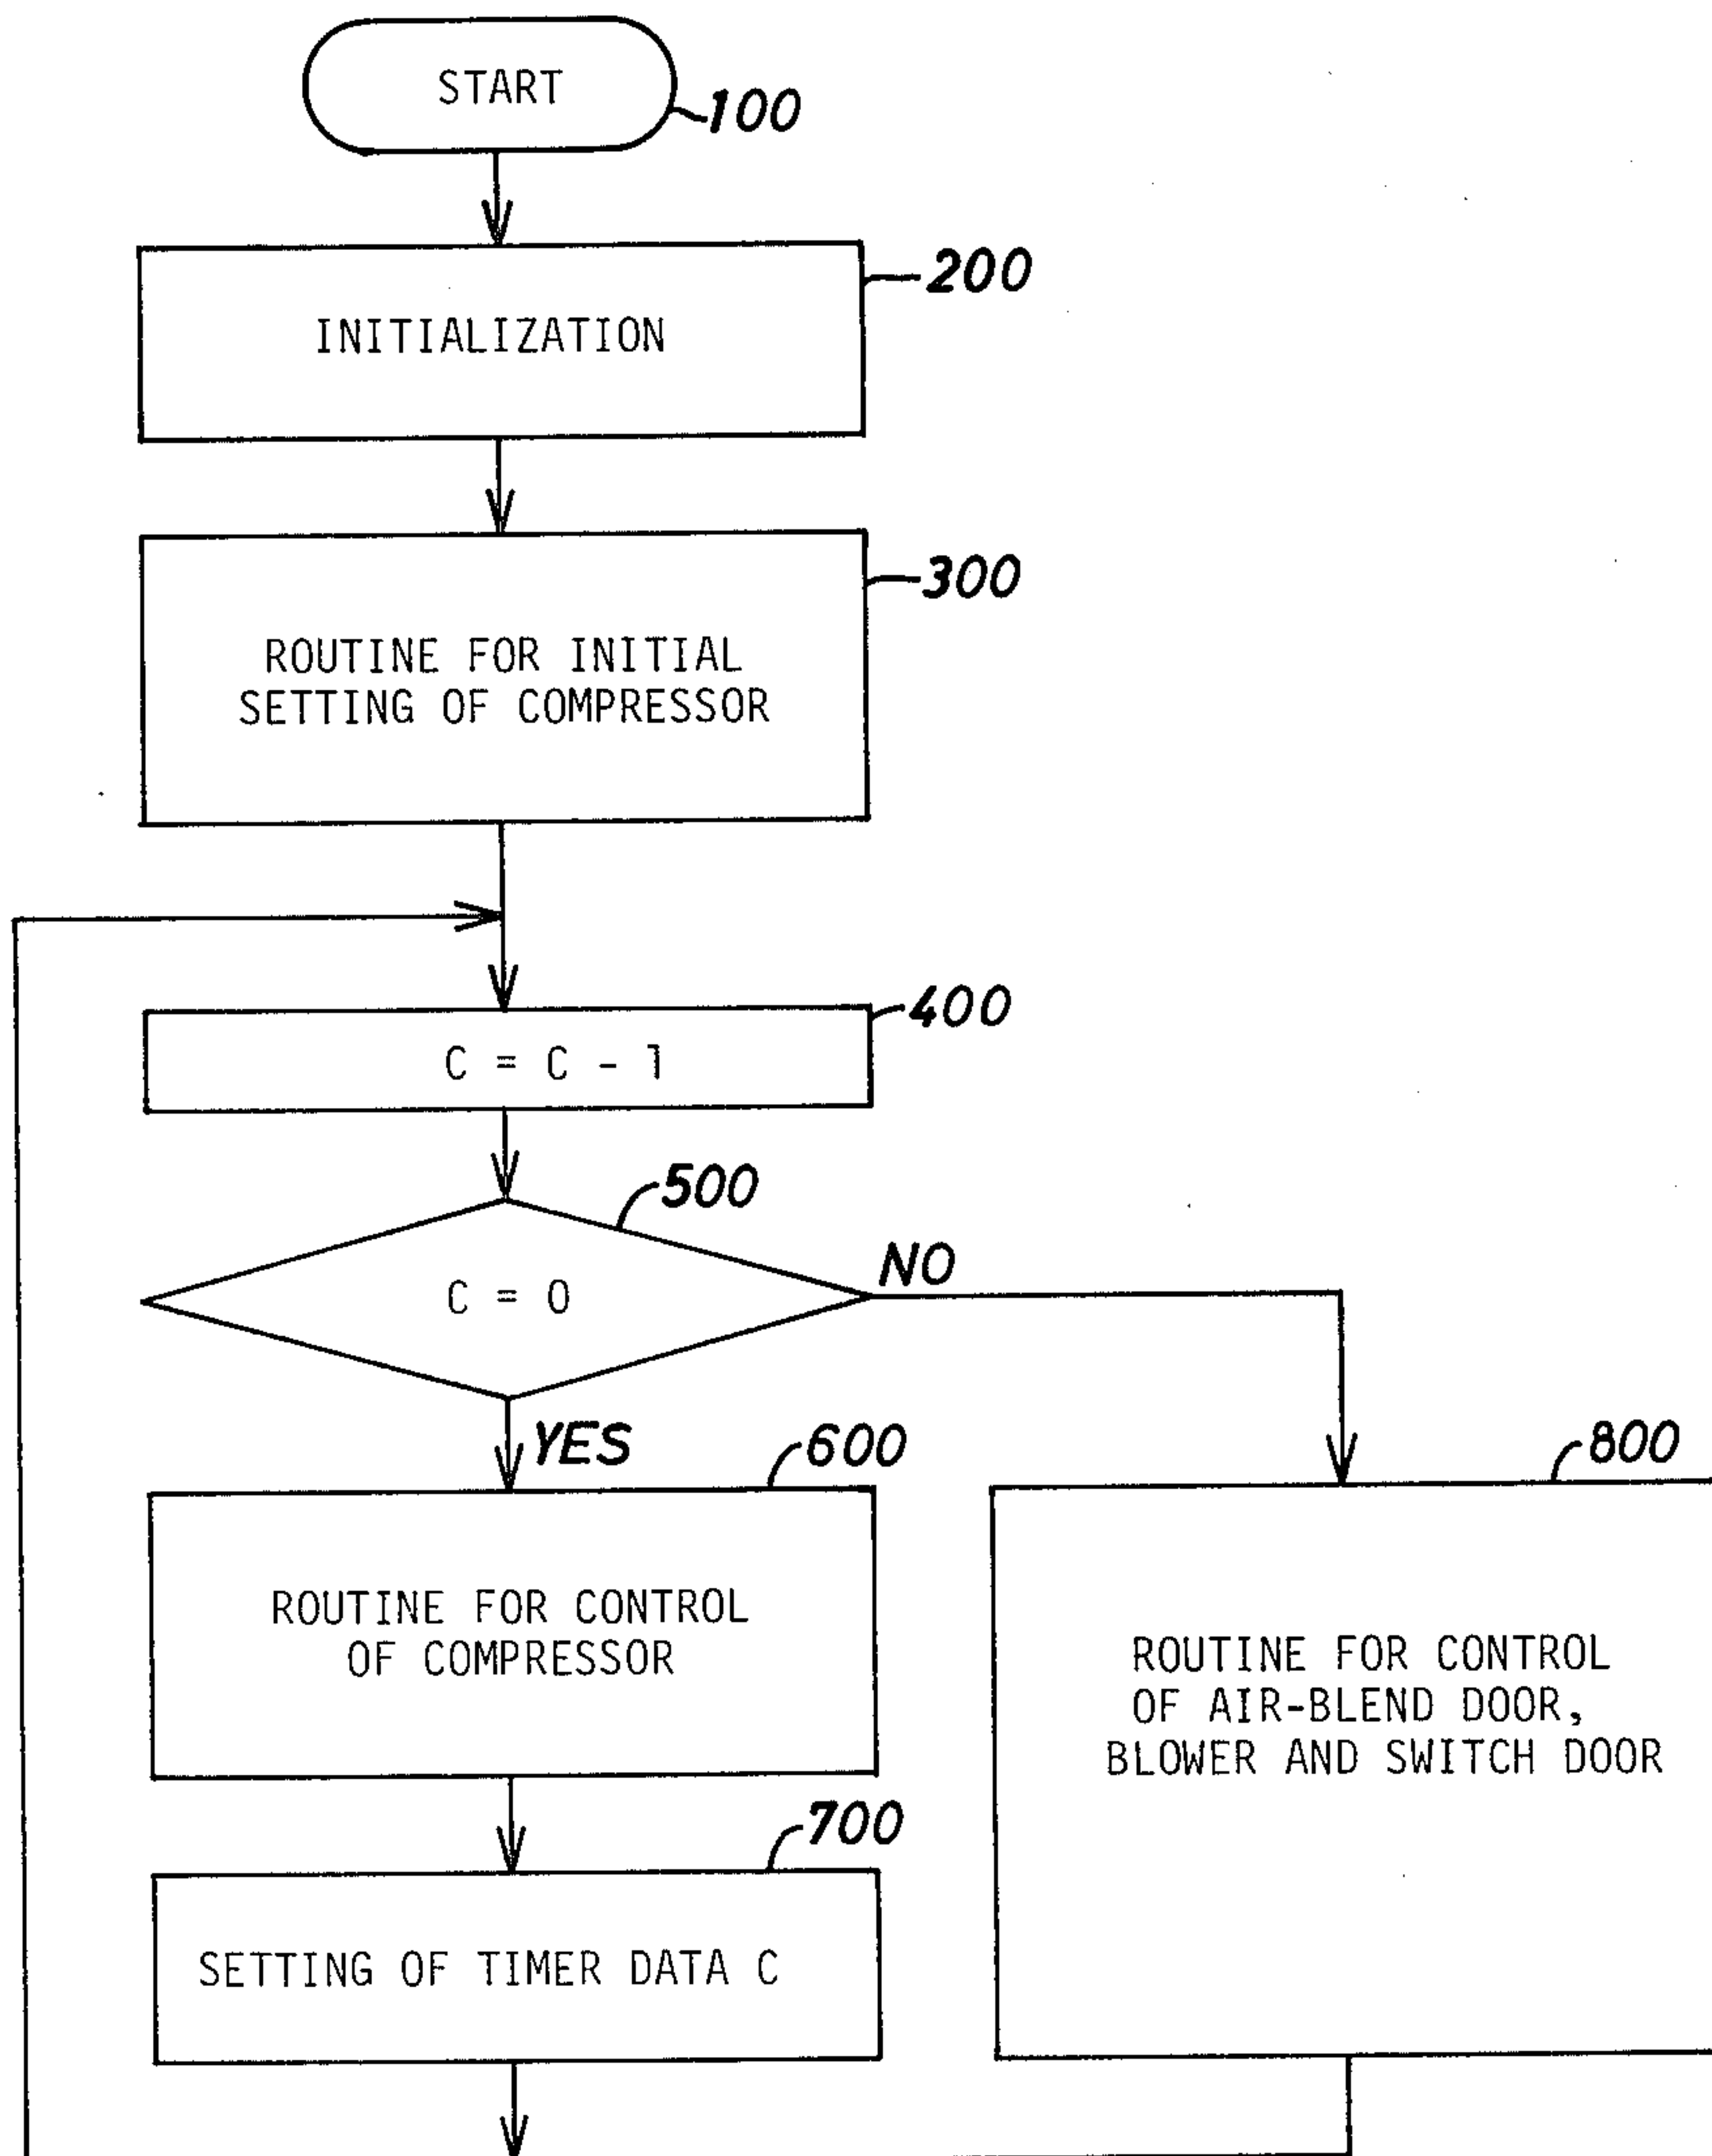 START
100
INITIALIZATION
200
ROUTINE FOR INITIAL
SETTING OF COMPRESSOR
300
C = C - 1
400
C = 0
500
NO
YES
ROUTINE FOR CONTROL
OF COMPRESSOR
600
SETTING OF TIMER DATA C
700
ROUTINE FOR CONTROL
OF AIR-BLEND DOOR,
BLOWER AND SWITCH DOOR
800